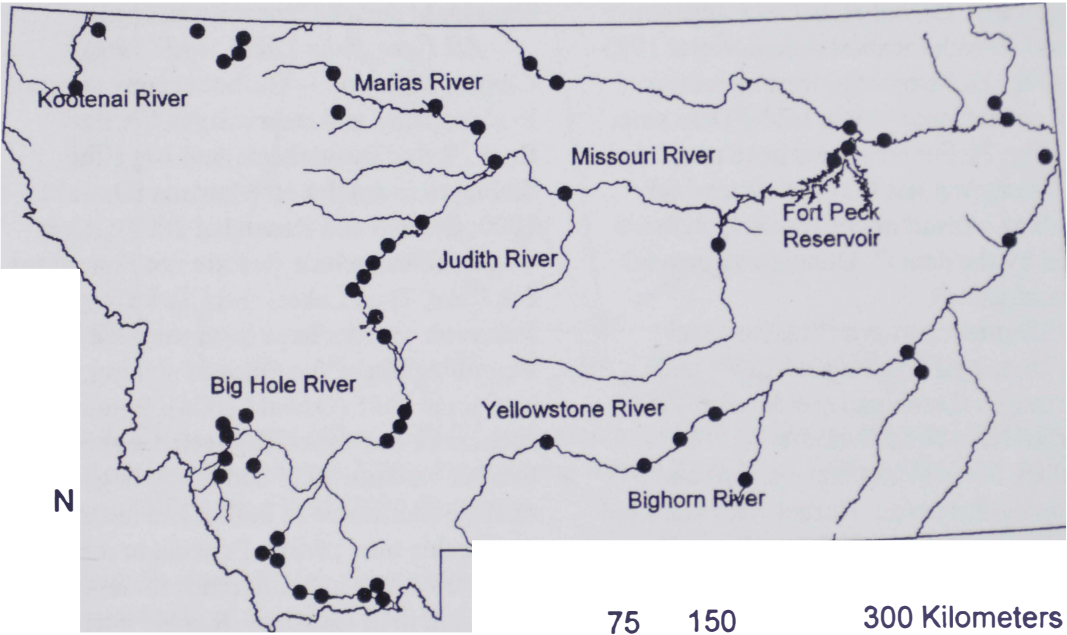 Marias River
Kootenai River
Missouri River
Fort Peck
Reservoir
Judith River
Big Hole River
Yellowstone River
Bighorn River
N
75 150 300 Kilometers